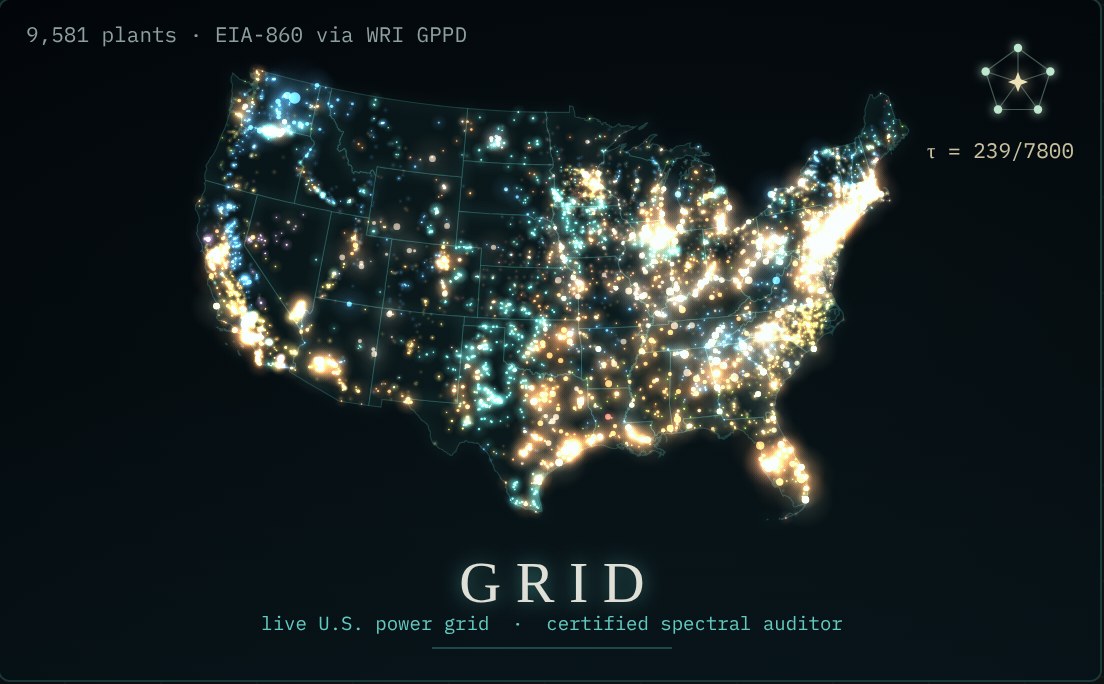 9,581 plants · EIA-860 via WRI GPPD
τ = 239/7800
GRID
live U.S. power grid · certified spectral auditor